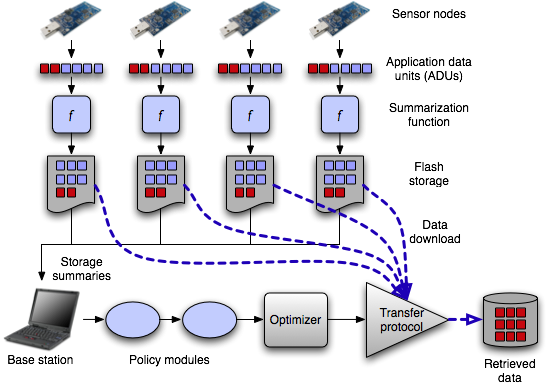 Sensor nodes
Application data
units (ADUs)
f
f
f
f
Summarization
function
Flash
storage
Data
download
Storage
summaries
Optimizer
Transfer
protocol
Base station
Policy modules
Retrieved
data